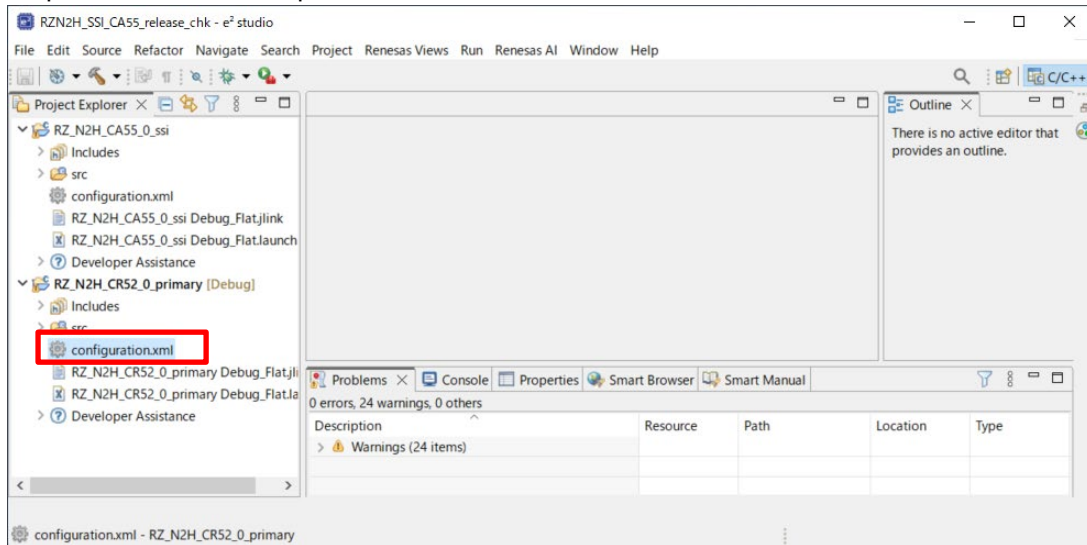 RZN2H_SSI_CA55_release_chk - e² studio
File Edit Source Refactor Navigate Search Project Renesas Views Run Renesas AI Window Help
C/C++
Project Explorer
Outline
RZ_N2H_CA55_0_ssi
There is no active editor that
provides an outline.
Includes
src
configuration.xml
RZ_N2H_CA55_0_ssi Debug_Flat.jlink
RZ_N2H_CA55_0_ssi Debug_Flat.launch
Developer Assistance
RZ_N2H_CR52_0_primary [Debug]
Includes
src
configuration.xml
RZ_N2H_CR52_0_primary Debug_Flat.jli
RZ_N2H_CR52_0_primary Debug_Flat.la
Developer Assistance
Problems Console Properties Smart Browser Smart Manual
0 errors, 24 warnings, 0 others
Description Resource Path Location Type
Warnings (24 items)
configuration.xml - RZ_N2H_CR52_0_primary